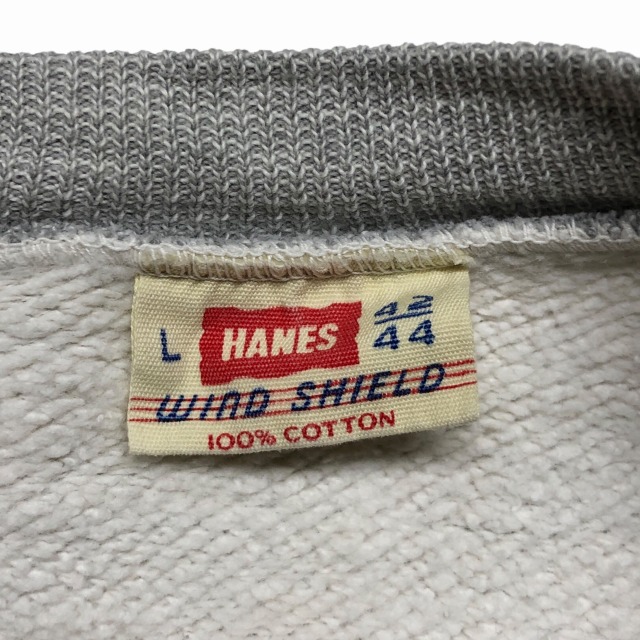 L HANES 42/44
WIND SHIELD
100% COTTON